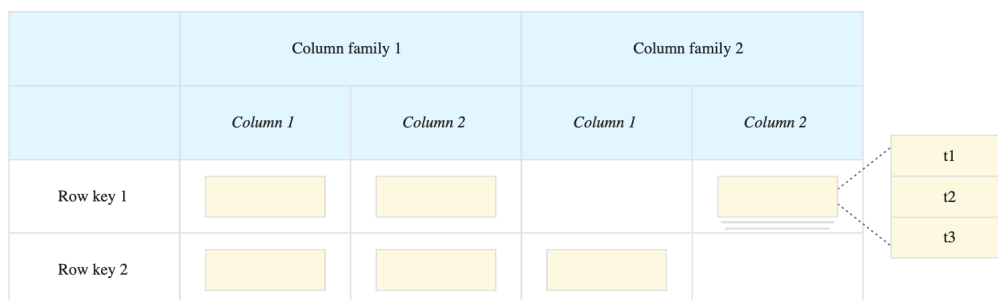 Column family 1
Column family 2
Column 1
Column 2
Column 1
Column 2
t1
Row key 1
t2
t3
Row key 2